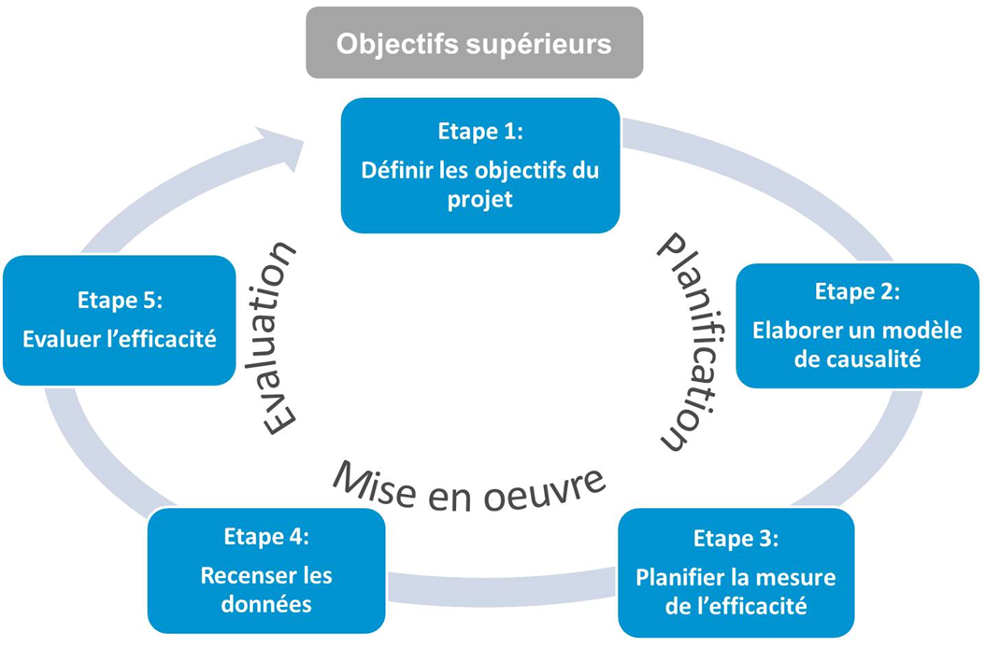 Objectifs supérieurs
Etape 1:
Définir les objectifs du
projet
Planification
Etape 2:
Elaborer un modèle
de causalité
Etape 3:
Planifier la mesure
de l’efficacité
Mise en oeuvre
Etape 4:
Recenser les
données
Evaluation
Etape 5:
Evaluer l’efficacité